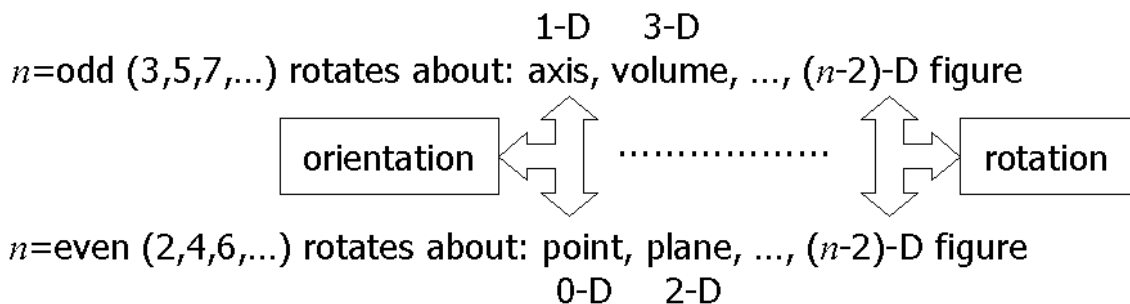 1-D 3-D
n=odd (3,5,7,...) rotates about: axis, volume, ..., (n-2)-D figure
orientation .................. rotation
n=even (2,4,6,...) rotates about: point, plane, ..., (n-2)-D figure
0-D 2-D